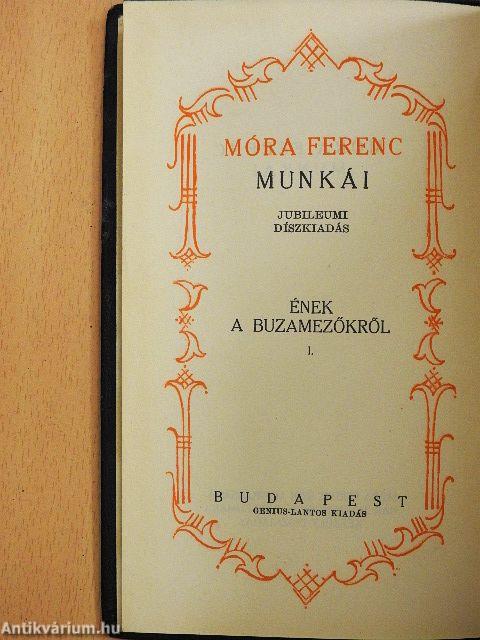 MÓRA FERENC
MUNKÁI
JUBILEUMI
DÍSZKIADÁS
ÉNEK
A BUZAMEZŐKRŐL
I.
BUDAPEST
GENIUS-LANTOS KIADÁS
Antikvárium.hu